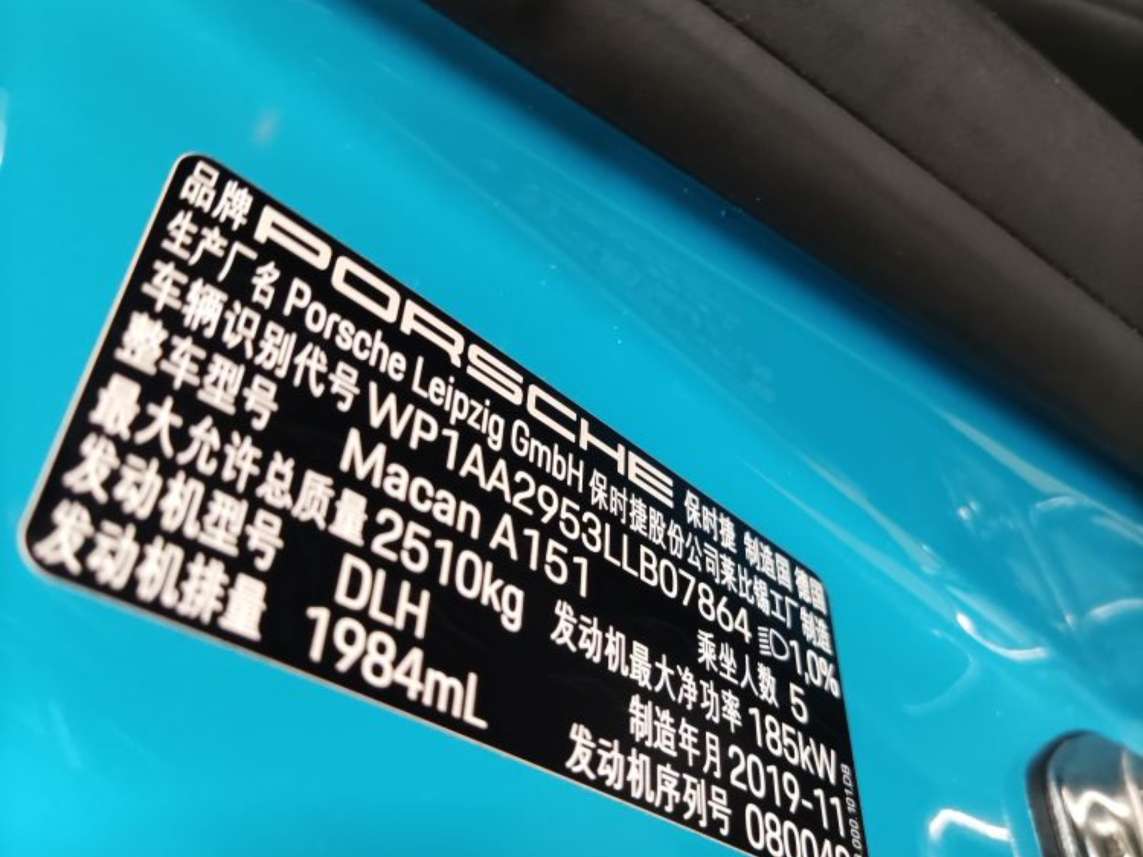 品牌 PORSCHE 保时捷 制造国 德国
生产厂名 Porsche Leipzig GmbH 保时捷股份公司莱比锡工厂制造
车辆识别代号 WP1AA2953LLB07864 1,0%
整车型号 Macan A151 乘坐人数 5
最大允许总质量 2510kg 发动机最大净功率 185kW
发动机型号 DLH 制造年月 2019-11
发动机排量 1984mL 发动机序列号